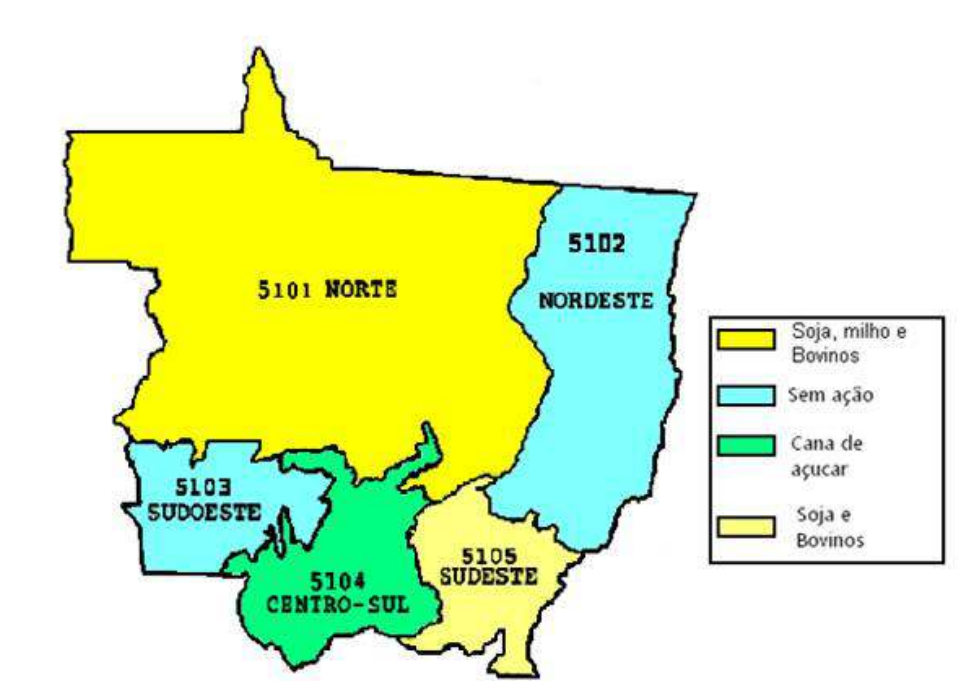 5102
5101 NORTE
NORDESTE
Soja, milho e
Bovinos
Sem ação
Cana de
açucar
5103
SUDOESTE
Soja e
Bovinos
5105
SUDESTE
5104
CENTRO-SUL